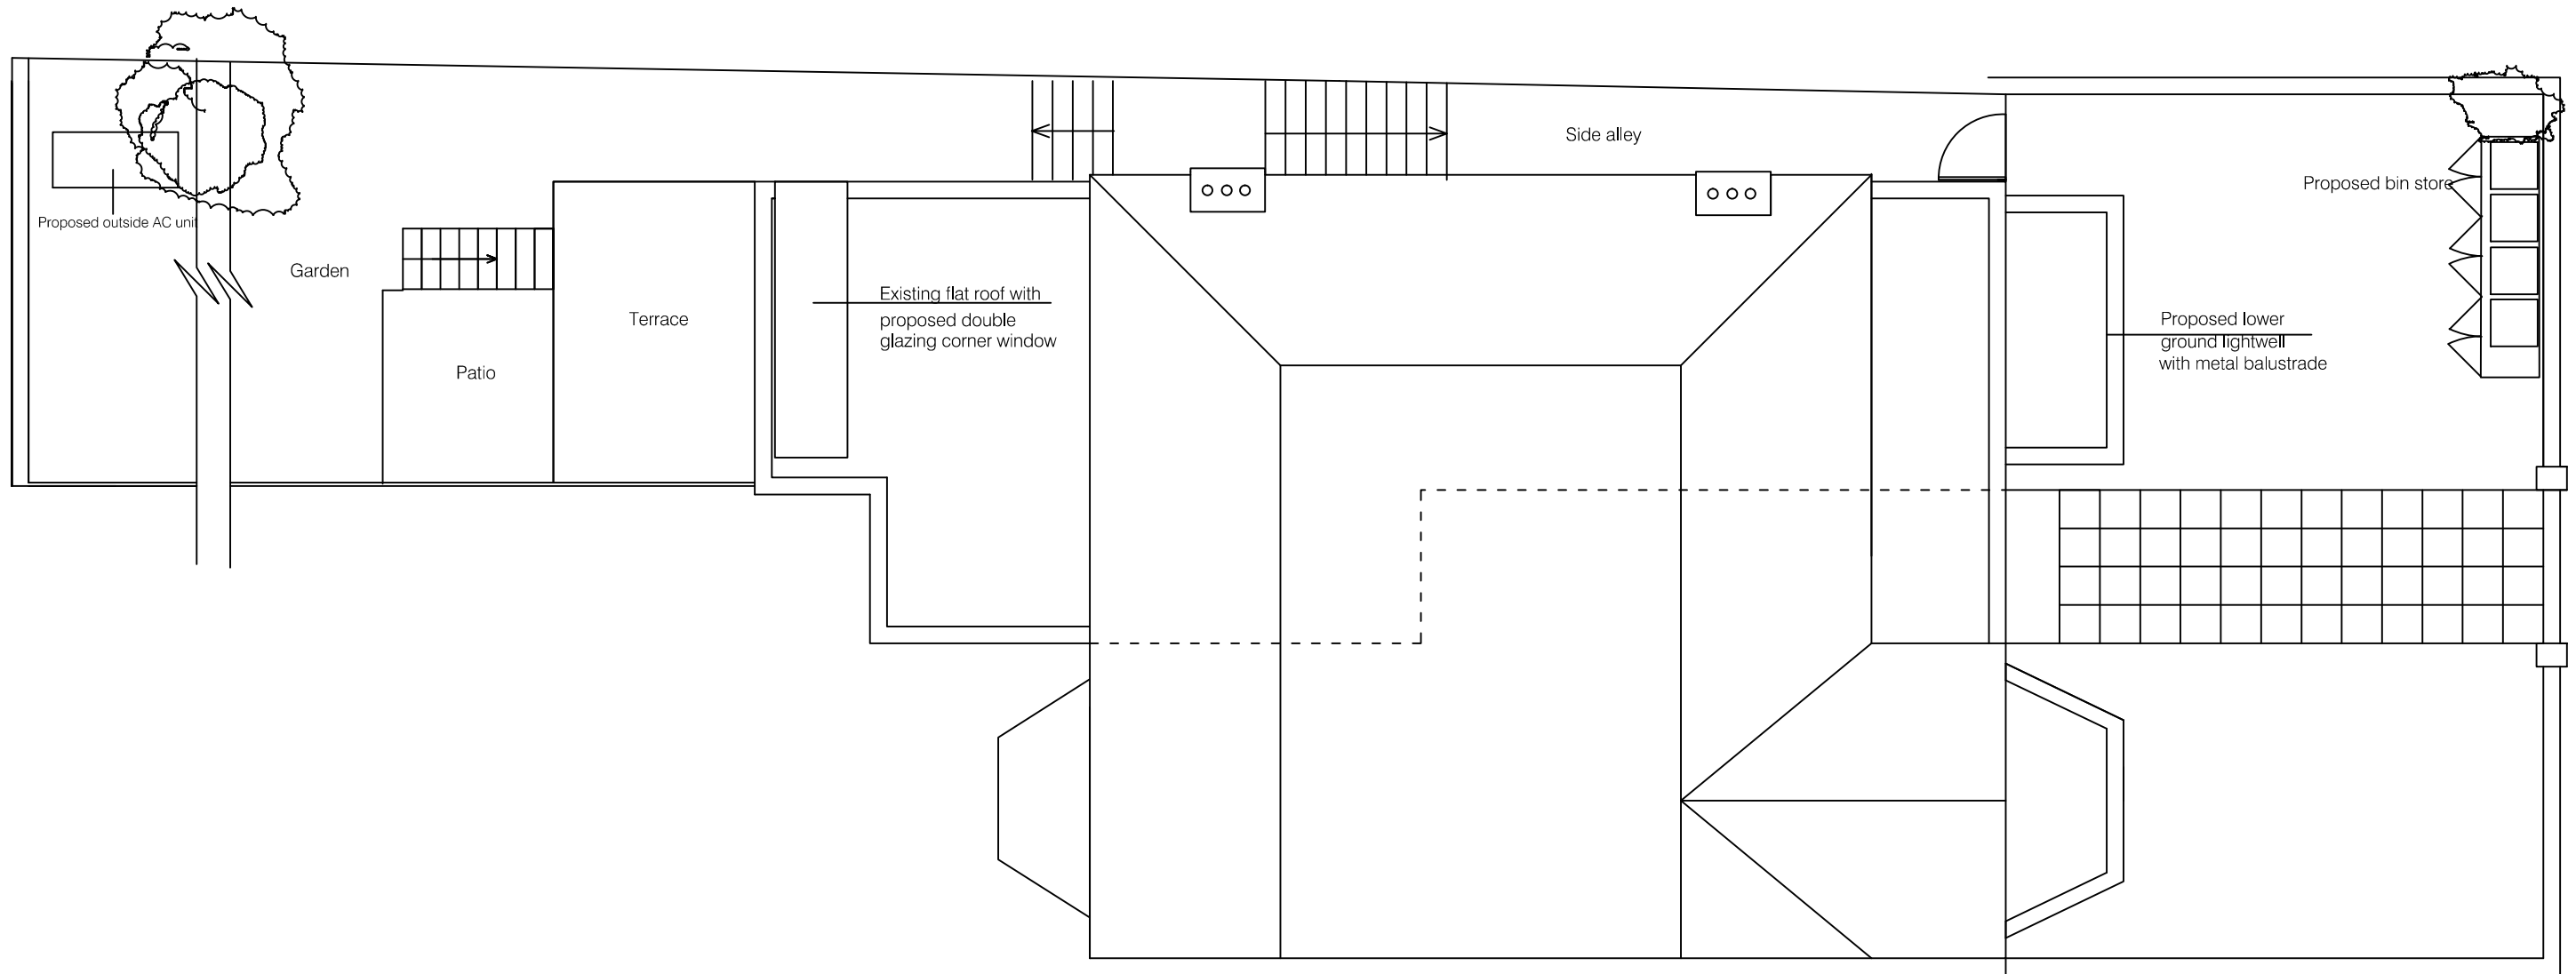 Side alley
Proposed bin store
Proposed outside AC unit
Garden
Existing flat roof with
proposed double
glazing corner window
Terrace
Proposed lower
ground lightwell
with metal balustrade
Patio